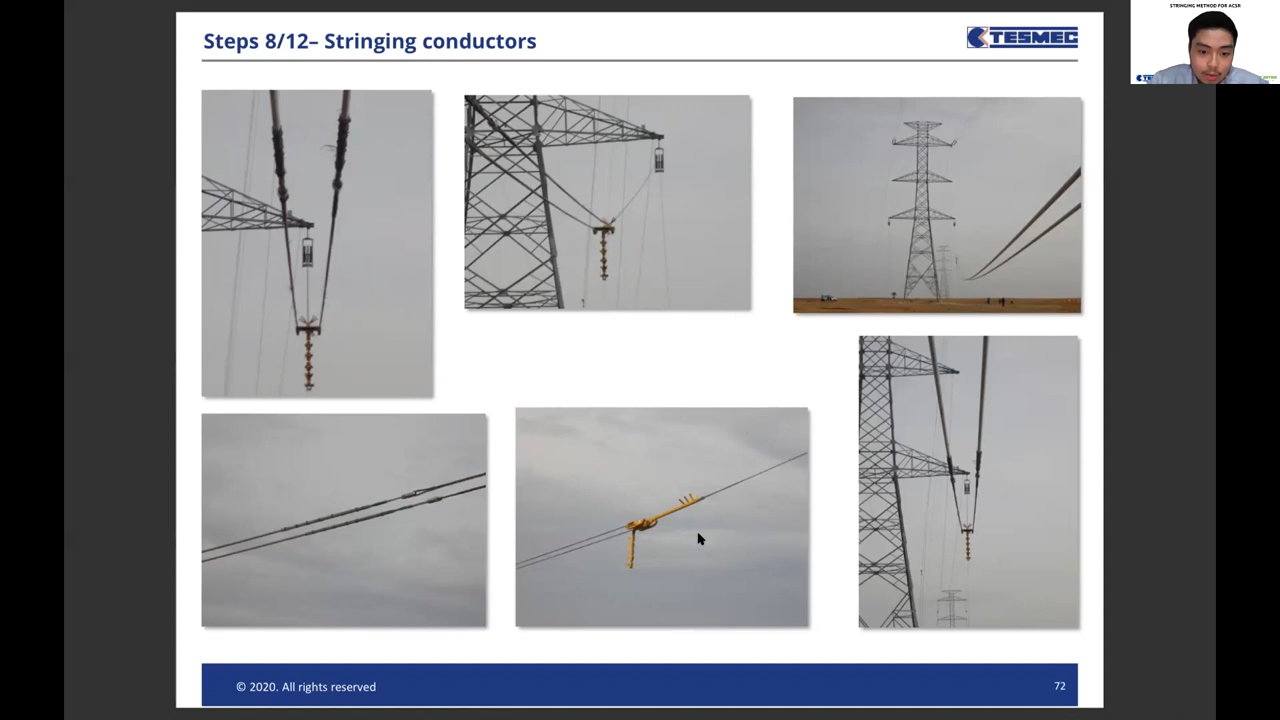 Steps 8/12– Stringing conductors
TESMEC
STRINGING METHOD FOR ACSR
© 2020. All rights reserved
72